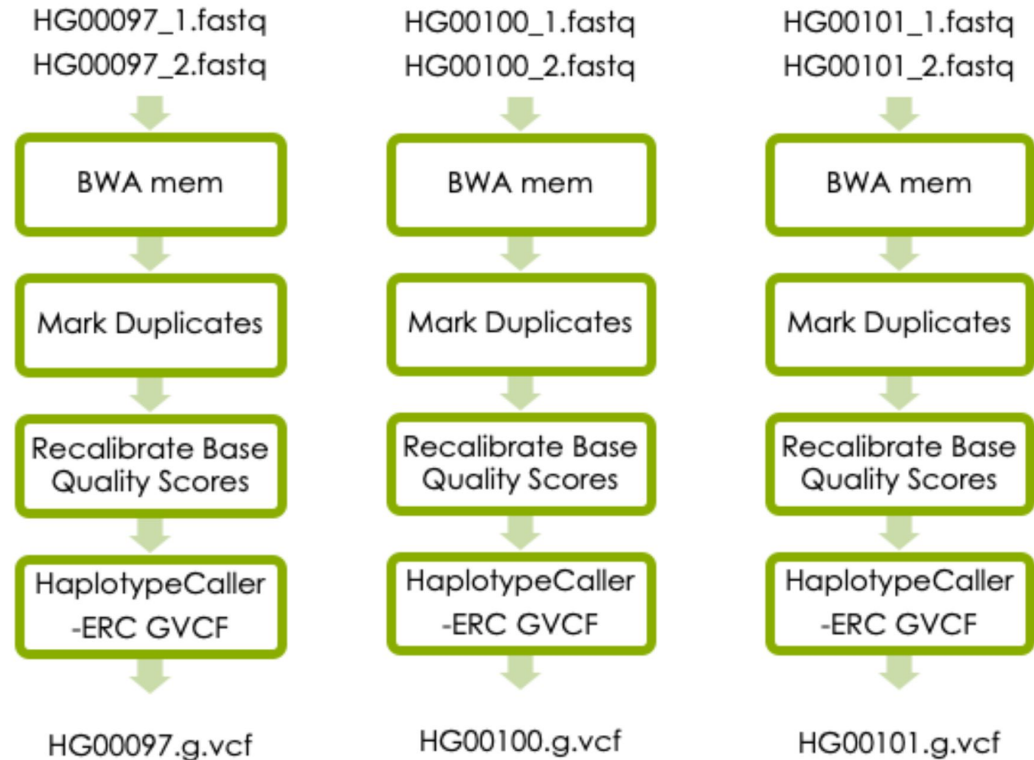 HG00097_1.fastq
HG00097_2.fastq
BWA mem
Mark Duplicates
Recalibrate Base
Quality Scores
HaplotypeCaller
-ERC GVCF
HG00097.g.vcf
HG00100_1.fastq
HG00100_2.fastq
BWA mem
Mark Duplicates
Recalibrate Base
Quality Scores
HaplotypeCaller
-ERC GVCF
HG00100.g.vcf
HG00101_1.fastq
HG00101_2.fastq
BWA mem
Mark Duplicates
Recalibrate Base
Quality Scores
HaplotypeCaller
-ERC GVCF
HG00101.g.vcf